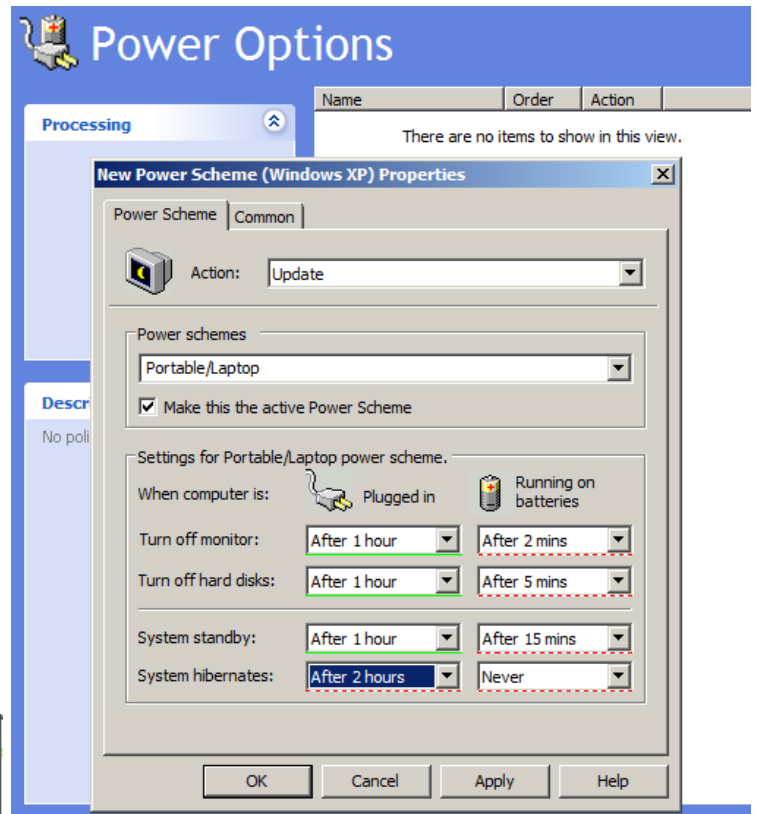 Power Options
Name Order Action
Processing
There are no items to show in this view.
New Power Scheme (Windows XP) Properties
Power Scheme Common
Action: Update
Power schemes
Portable/Laptop
Make this the active Power Scheme
Descr
No poli
Settings for Portable/Laptop power scheme.
When computer is: Plugged in Running on batteries
Turn off monitor: After 1 hour After 2 mins
Turn off hard disks: After 1 hour After 5 mins
System standby: After 1 hour After 15 mins
System hibernates: After 2 hours Never
OK Cancel Apply Help